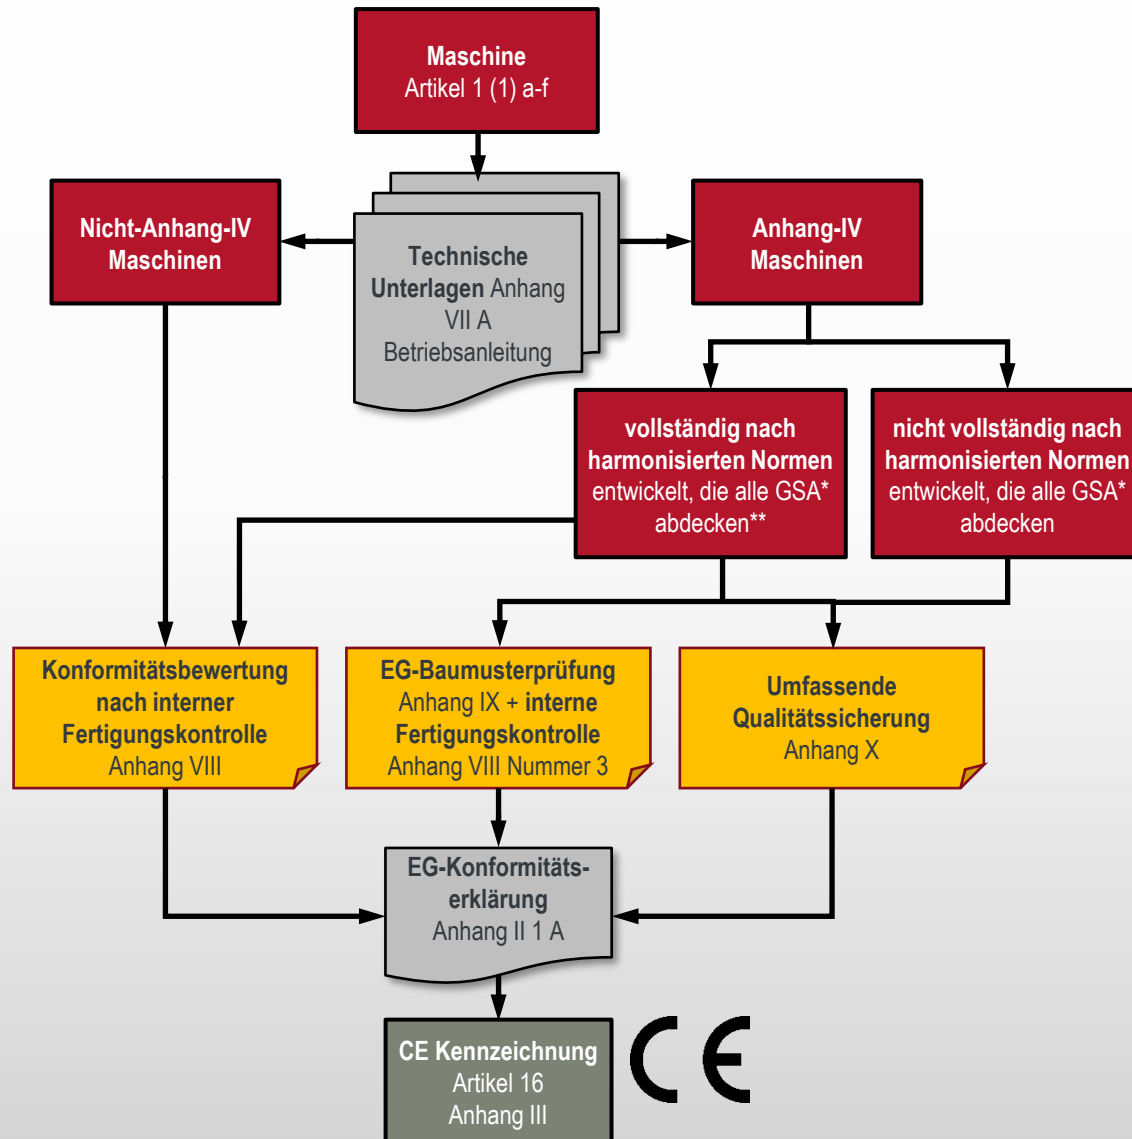 Maschine
Artikel 1 (1) a-f
Nicht-Anhang-IV
Maschinen
Technische
Unterlagen Anhang
VII A
Betriebsanleitung
Anhang-IV
Maschinen
vollständig nach
harmonisierten Normen
entwickelt, die alle GSA*
abdecken**
nicht vollständig nach
harmonisierten Normen
entwickelt, die alle GSA*
abdecken
Konformitätsbewertung
nach interner
Fertigungskontrolle
Anhang VIII
EG-Baumusterprüfung
Anhang IX + interne
Fertigungskontrolle
Anhang VIII Nummer 3
Umfassende
Qualitätssicherung
Anhang X
EG-Konformitäts-
erklärung
Anhang II 1 A
CE Kennzeichnung
Artikel 16
Anhang III
CE